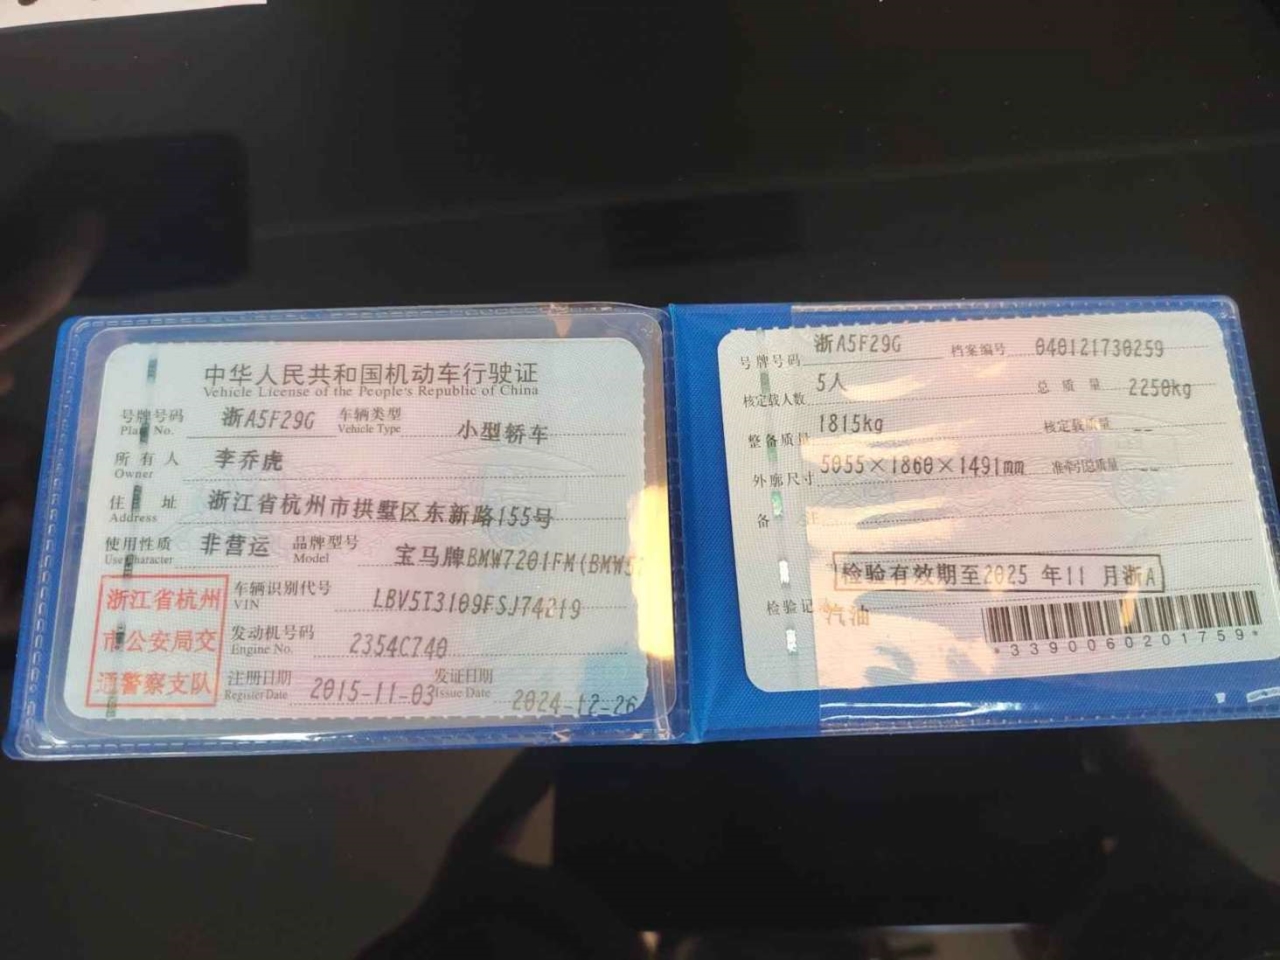 中华人民共和国机动车行驶证
Vehicle License of the People's Republic of China
号牌号码 浙A5F29G 车辆类型 小型轿车
Plate No. Vehicle Type
所有人 李乔虎
Owner
住址 浙江省杭州市拱墅区东新路155号
Address
使用性质 非营运 品牌型号 宝马牌BMW7201FM(BMW5
Use Character Model
浙江省杭州
市公安局交
通警察支队
车辆识别代号 LBV5I3109FSJ74219
VIN
发动机号码 2354C740
Engine No.
注册日期 2015-11-03 发证日期 2024-12-26
Register Date Issue Date
号牌号码 浙A5F29G 档案编号 040121730259
核定载人数 5人 总质量 2250kg
整备质量 1815kg 核定载质量 --
外廓尺寸 5055×1860×1491mm 准牵引总质量 --
备
检验有效期至2025年11月浙A
检验记
汽油
*3390060201759*